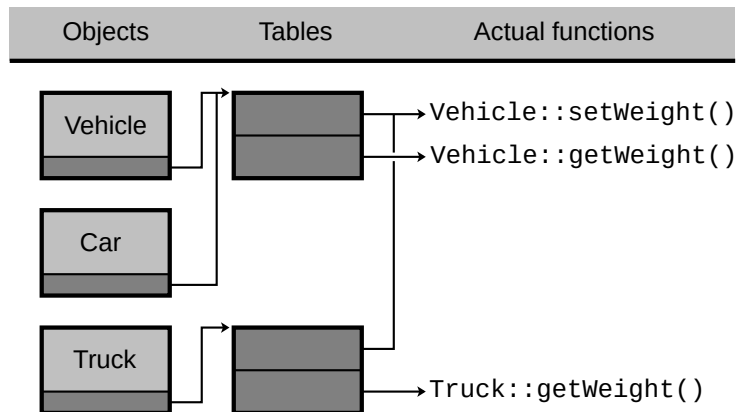 Objects Tables Actual functions
Vehicle Vehicle::setWeight()
Vehicle::getWeight()
Car
Truck
Truck::getWeight()